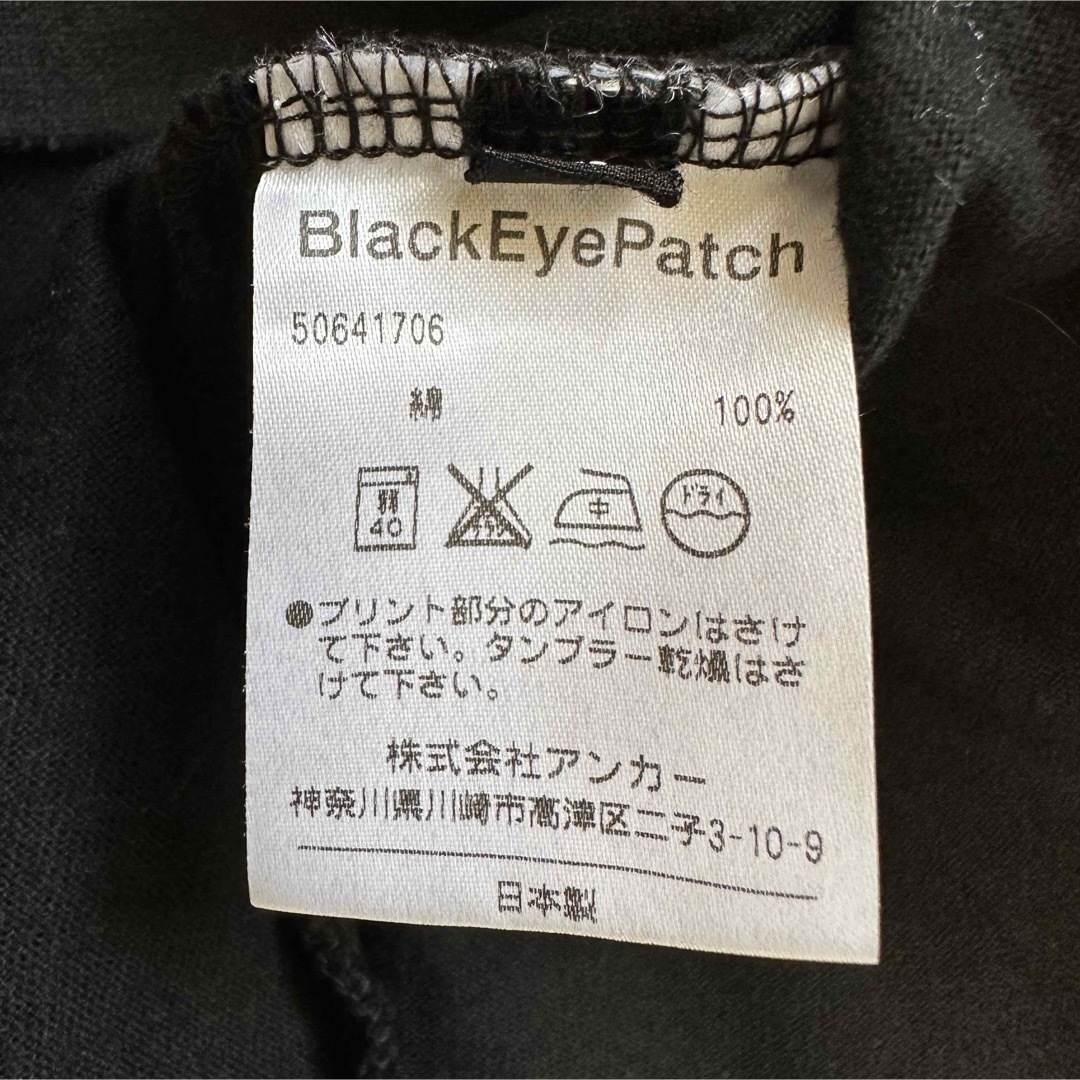 BlackEyePatch
50641706
綿 100%
40
中 ドライ
●プリント部分のアイロンはさけ
て下さい。タンブラー乾燥はさ
けて下さい。
株式会社アンカー
神奈川県川崎市高津区二子3-10-9
日本製